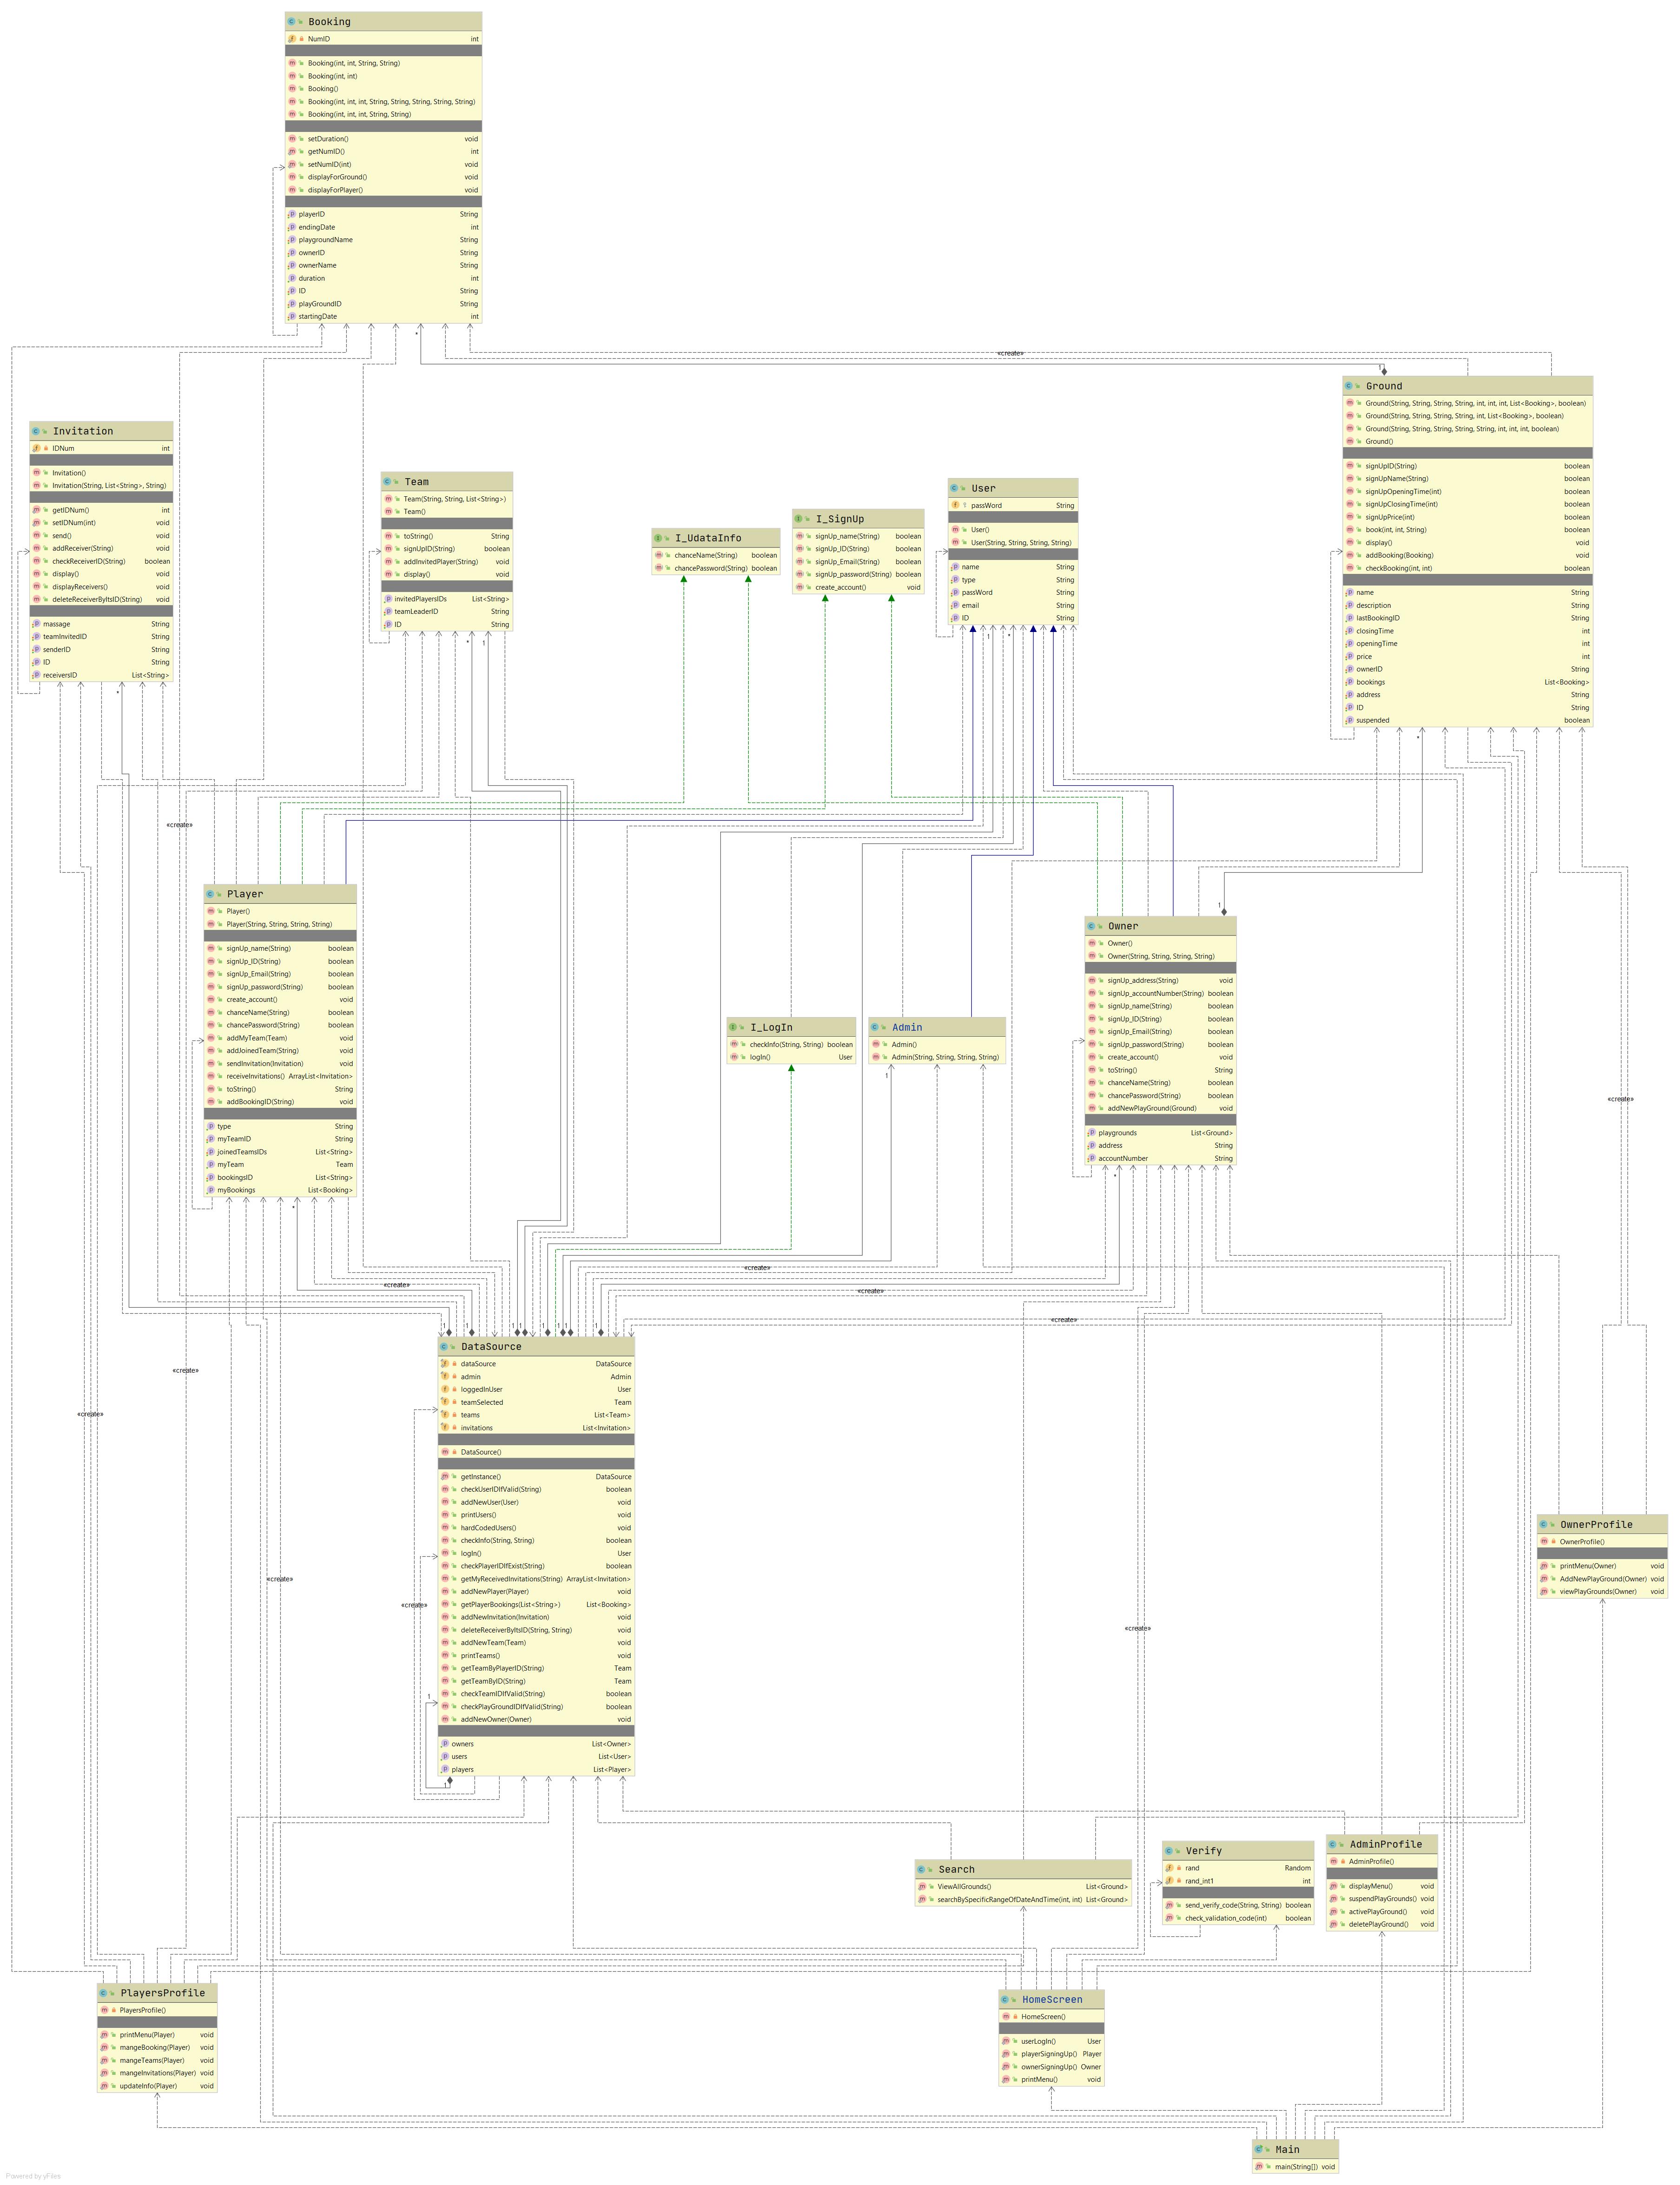 Booking
NumID int
Booking(int, int, String, String)
Booking(int, int)
Booking()
Booking(int, int, int, String, String, String, String, String)
Booking(int, int, int, String, String)
setDuration() void
getNumID() int
setNumID(int) void
displayForGround() void
displayForPlayer() void
playerID String
endingDate int
playgroundName String
ownerID String
ownerName String
duration int
ID String
playGroundID String
startingDate int
*
«create»
1
Ground
Ground(String, String, String, String, int, int, int, List<Booking>, boolean)
Ground(String, String, String, String, int, List<Booking>, boolean)
Ground(String, String, String, String, String, int, int, int, boolean)
Ground()
signUpID(String) boolean
signUpName(String) boolean
signUpOpeningTime(int) boolean
signUpClosingTime(int) boolean
signUpPrice(int) boolean
book(int, int, String) boolean
display() void
addBooking(Booking) void
checkBooking(int, int) boolean
name String
description String
lastBookingID String
closingTime int
openingTime int
price int
ownerID String
bookings List<Booking>
address String
ID String
suspended boolean
*
Invitation
IDNum int
Invitation()
Invitation(String, List<String>, String)
getIDNum() int
setIDNum(int) void
send() void
addReceiver(String) void
checkReceiverID(String) boolean
display() void
displayReceivers() void
deleteReceiverByItsID(String) void
massage String
teamInvitedID String
senderID String
ID String
receiversID List<String>
*
Team
Team(String, String, List<String>)
Team()
toString() String
signUpID(String) boolean
addInvitedPlayer(String) void
display() void
invitedPlayersIDs List<String>
teamLeaderID String
ID String
*
1
I_UdataInfo
chanceName(String) boolean
chancePassword(String) boolean
I_SignUp
signUp_name(String) boolean
signUp_ID(String) boolean
signUp_Email(String) boolean
signUp_password(String) boolean
create_account() void
User
passWord String
User()
User(String, String, String, String)
name String
type String
passWord String
email String
ID String
1
*
«create»
Player
Player()
Player(String, String, String, String)
signUp_name(String) boolean
signUp_ID(String) boolean
signUp_Email(String) boolean
signUp_password(String) boolean
create_account() void
chanceName(String) boolean
chancePassword(String) boolean
addMyTeam(Team) void
addJoinedTeam(String) void
sendInvitation(Invitation) void
receiveInvitations() ArrayList<Invitation>
toString() String
addBookingID(String) void
type String
myTeamID String
joinedTeamsIDs List<String>
myTeam Team
bookingsID List<String>
myBookings List<Booking>
*
1
Owner
Owner()
Owner(String, String, String, String)
signUp_address(String) void
signUp_accountNumber(String) boolean
signUp_name(String) boolean
signUp_ID(String) boolean
signUp_Email(String) boolean
signUp_password(String) boolean
create_account() void
toString() String
chanceName(String) boolean
chancePassword(String) boolean
addNewPlayGround(Ground) void
playgrounds List<Ground>
address String
accountNumber String
*
I_LogIn
checkInfo(String, String) boolean
logIn() User
Admin
Admin()
Admin(String, String, String, String)
1
«create»
«create»
«create»
«create»
«create»
1 1 1 1 1 1 1 1
DataSource
dataSource DataSource
admin Admin
loggedInUser User
teamSelected Team
teams List<Team>
invitations List<Invitation>
DataSource()
getInstance() DataSource
checkUserIDIfValid(String) boolean
addNewUser(User) void
printUsers() void
hardCodedUsers() void
checkInfo(String, String) boolean
logIn() User
checkPlayerIDIfExist(String) boolean
getMyReceivedInvitations(String) ArrayList<Invitation>
addNewPlayer(Player) void
getPlayerBookings(List<String>) List<Booking>
addNewInvitation(Invitation) void
deleteReceiverByItsID(String, String) void
addNewTeam(Team) void
printTeams() void
getTeamByPlayerID(String) Team
getTeamByID(String) Team
checkTeamIDIfValid(String) boolean
checkPlayGroundIDIfValid(String) boolean
addNewOwner(Owner) void
owners List<Owner>
users List<User>
players List<Player>
1
1
«create»
«create»
«create»
«create»
«create»
OwnerProfile
OwnerProfile()
printMenu(Owner) void
AddNewPlayGround(Owner) void
viewPlayGrounds(Owner) void
Search
ViewAllGrounds() List<Ground>
searchBySpecificRangeOfDateAndTime(int, int) List<Ground>
Verify
rand Random
rand_int1 int
send_verify_code(String, String) boolean
check_validation_code(int) boolean
AdminProfile
AdminProfile()
displayMenu() void
suspendPlayGrounds() void
activePlayGround() void
deletePlayGround() void
PlayersProfile
PlayersProfile()
printMenu(Player) void
mangeBooking(Player) void
mangeTeams(Player) void
mangeInvitations(Player) void
updateInfo(Player) void
HomeScreen
HomeScreen()
userLogIn() User
playerSigningUp() Player
ownerSigningUp() Owner
printMenu() void
Main
main(String[]) void
Powered by yFiles